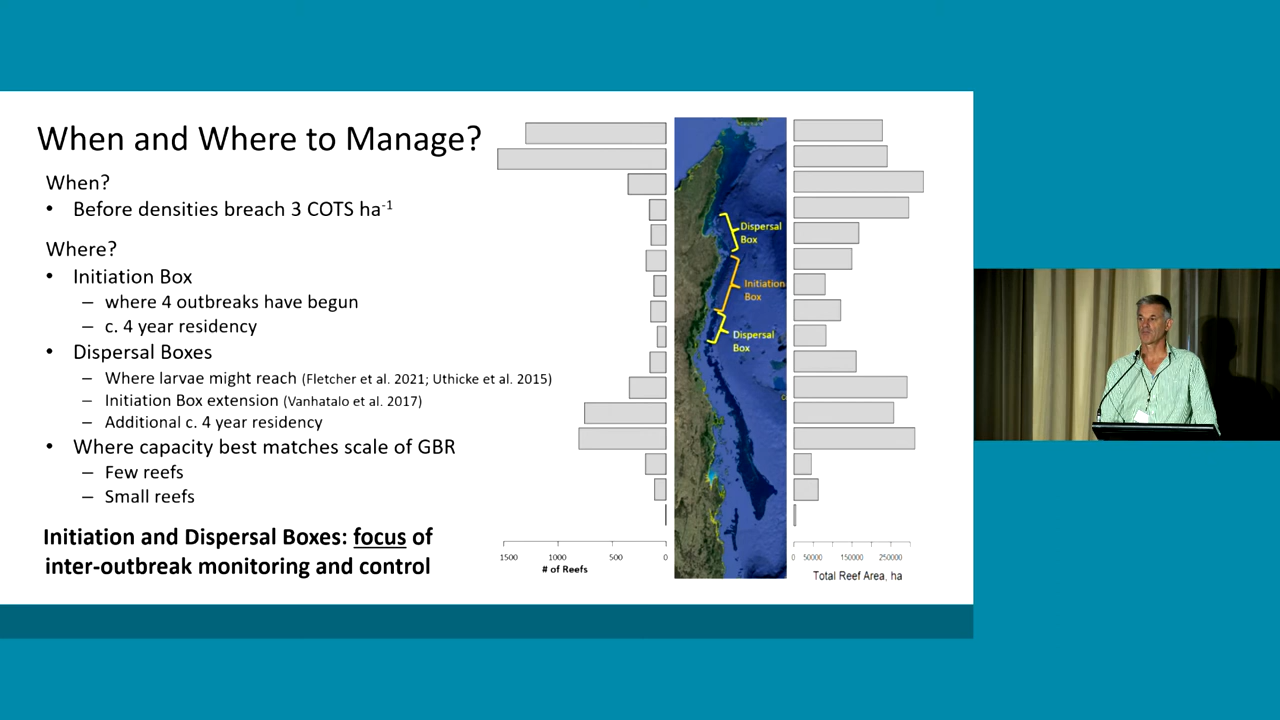 When and Where to Manage?
When?
• Before densities breach 3 COTS ha-1
Where?
• Initiation Box
– where 4 outbreaks have begun
– c. 4 year residency
• Dispersal Boxes
– Where larvae might reach (Fletcher et al. 2021; Uthicke et al. 2015)
– Initiation Box extension (Vanhatalo et al. 2017)
– Additional c. 4 year residency
• Where capacity best matches scale of GBR
– Few reefs
– Small reefs
Initiation and Dispersal Boxes: focus of
inter-outbreak monitoring and control
Dispersal
Box
Initiation
Box
Dispersal
Box
1500 1000 500 0
# of Reefs
0 50000 150000 250000
Total Reef Area, ha